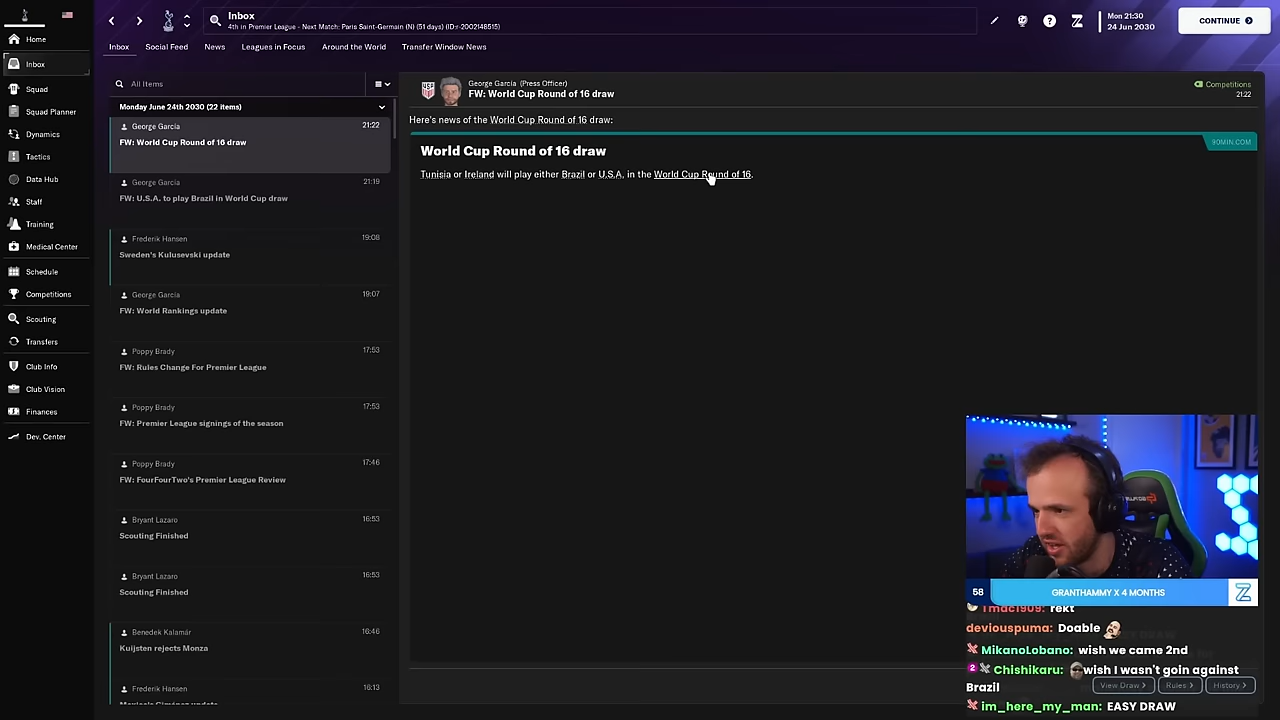 Inbox
4th in Premier League - Next Match: Paris Saint-Germain (N) (51 days) (ID:r-2002148515)
Mon 21:30
24 Jun 2030
CONTINUE
Inbox
Social Feed
News
Leagues in Focus
Around the World
Transfer Window News
Home
Inbox
Squad
Squad Planner
Dynamics
Tactics
Data Hub
Staff
Training
Medical Center
Schedule
Competitions
Scouting
Transfers
Club Info
Club Vision
Finances
Dev. Center
All Items
Monday June 24th 2030 (22 items)
George García 21:22
FW: World Cup Round of 16 draw
George García 21:19
FW: U.S.A. to play Brazil in World Cup draw
Frederik Hansen 19:08
Sweden's Kulusevski update
George García 19:07
FW: World Rankings update
Poppy Brady 17:53
FW: Rules Change For Premier League
Poppy Brady 17:53
FW: Premier League signings of the season
Poppy Brady 17:46
FW: FourFourTwo's Premier League Review
Bryant Lazaro 16:53
Scouting Finished
Bryant Lazaro 16:53
Scouting Finished
Benedek Kalamár 16:46
Kuijsten rejects Monza
Frederik Hansen 16:13
George García (Press Officer)
FW: World Cup Round of 16 draw
Competitions
21:22
Here's news of the World Cup Round of 16 draw:
90MIN.COM
World Cup Round of 16 draw
Tunisia or Ireland will play either Brazil or U.S.A. in the World Cup Round of 16.
58 GRANTHAMMY X 4 MONTHS Z
Tmac1909: rekt
deviouspuma: Doable
MikanoLobano: wish we came 2nd
2 Chishikaru: wish I wasn't goin against
Brazil
im_here_my_man: EASY DRAW
View Draw >
Rules >
History >